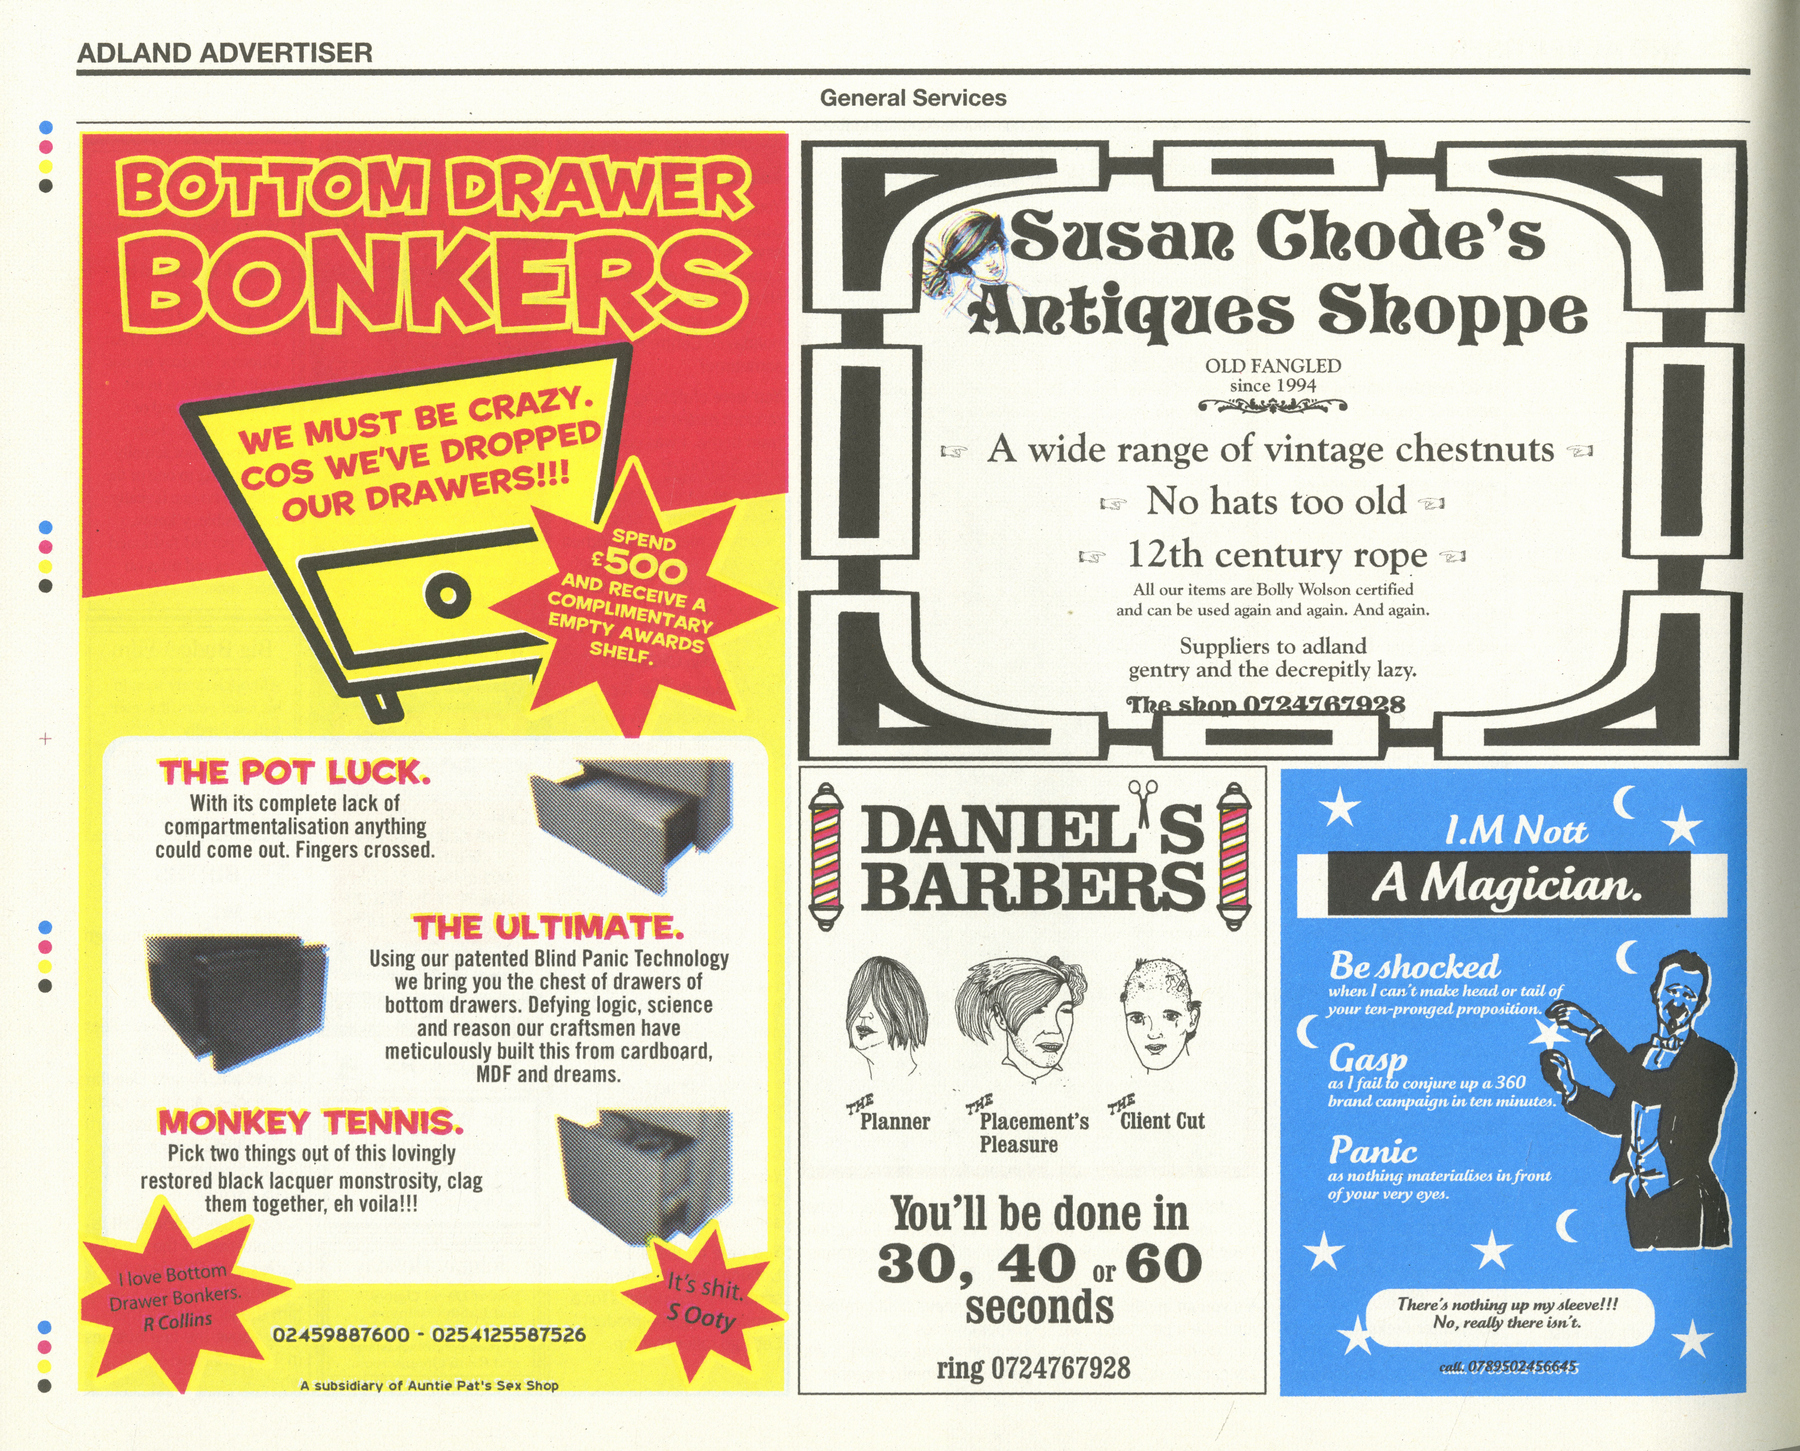 ADLAND ADVERTISER
General Services
BOTTOM DRAWER
BONKERS
WE MUST BE CRAZY.
COS WE'VE DROPPED
OUR DRAWERS!!!
SPEND
£500
AND RECEIVE A
COMPLIMENTARY
EMPTY AWARDS
SHELF.
THE POT LUCK.
With its complete lack of
compartmentalisation anything
could come out. Fingers crossed.
THE ULTIMATE.
Using our patented Blind Panic Technology
we bring you the chest of drawers of
bottom drawers. Defying logic, science
and reason our craftsmen have
meticulously built this from cardboard,
MDF and dreams.
MONKEY TENNIS.
Pick two things out of this lovingly
restored black lacquer monstrosity, clag
them together, eh voila!!!
I love Bottom
Drawer Bonkers.
R Collins
It's shit.
S Ooty
02459887600 - 0254125587526
A subsidiary of Auntie Pat's Sex Shop
Susan Chode's
Antiques Shoppe
OLD FANGLED
since 1994
A wide range of vintage chestnuts
No hats too old
12th century rope
All our items are Bolly Wolson certified
and can be used again and again. And again.
Suppliers to adland
gentry and the decrepitly lazy.
The shop 0724767928
DANIEL'S
BARBERS
THE Planner
THE Placement's
Pleasure
THE Client Cut
You'll be done in
30, 40 or 60
seconds
ring 0724767928
I.M Nott
A Magician.
Be shocked
when I can't make head or tail of
your ten-pronged proposition.
Gasp
as I fail to conjure up a 360
brand campaign in ten minutes.
Panic
as nothing materialises in front
of your very eyes.
There's nothing up my sleeve!!!
No, really there isn't.
call. 0789502456645